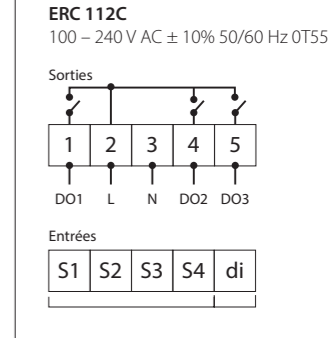 ERC 112C
100 – 240 V AC ± 10% 50/60 Hz 0T55
Sorties
1 2 3 4 5
DO1 L N DO2 DO3
Entrées
S1 S2 S3 S4 di